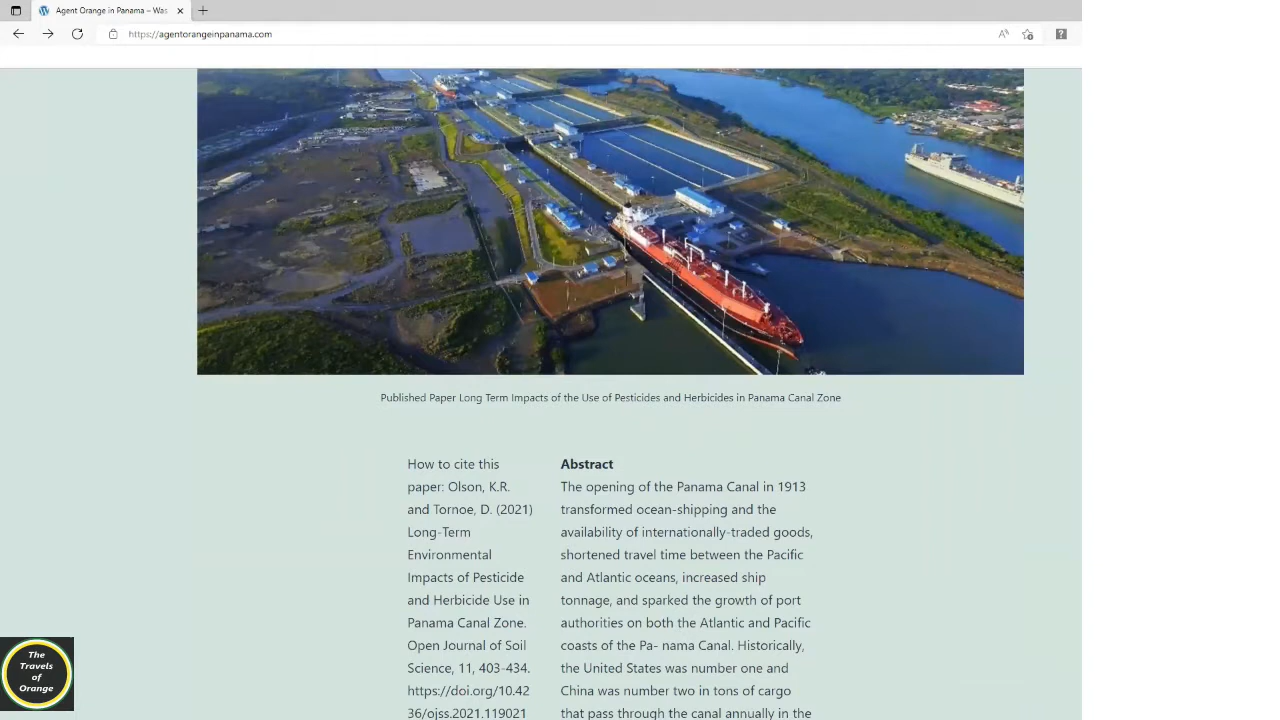 Agent Orange in Panama – Was
https://agentorangeinpanama.com
Published Paper Long Term Impacts of the Use of Pesticides and Herbicides in Panama Canal Zone
How to cite this
paper: Olson, K.R.
and Tornoe, D. (2021)
Long-Term
Environmental
Impacts of Pesticide
and Herbicide Use in
Panama Canal Zone.
Open Journal of Soil
Science, 11, 403-434.
https://doi.org/10.42
36/ojss.2021.119021
Abstract
The opening of the Panama Canal in 1913
transformed ocean-shipping and the
availability of internationally-traded goods,
shortened travel time between the Pacific
and Atlantic oceans, increased ship
tonnage, and sparked the growth of port
authorities on both the Atlantic and Pacific
coasts of the Pa- nama Canal. Historically,
the United States was number one and
China was number two in tons of cargo
that pass through the canal annually in the
The
Travels
of
Orange